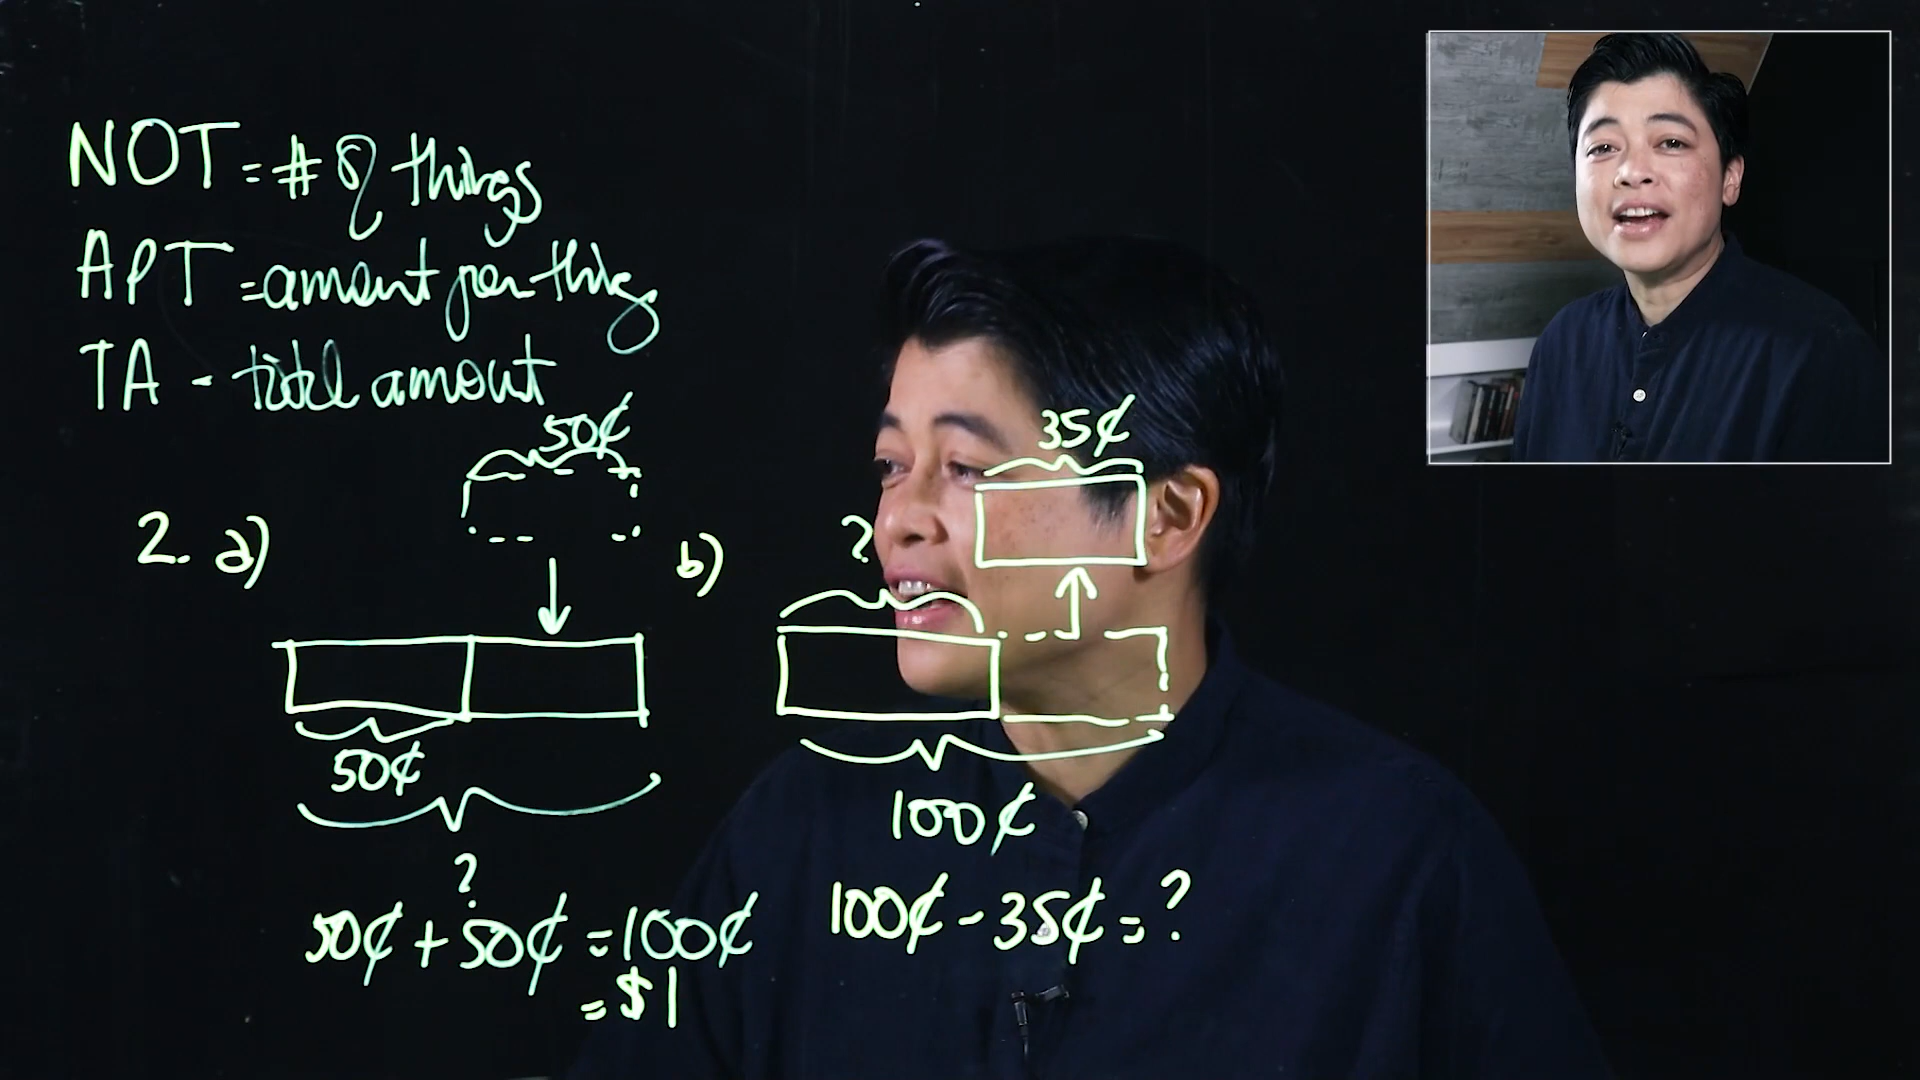 NOT = # of things
APT = amount per thing
TA - total amout
2. a)
50¢
50¢
?
50¢ + 50¢ = 100¢
= $1
b)
35¢
?
100¢
100¢ - 35¢ = ?